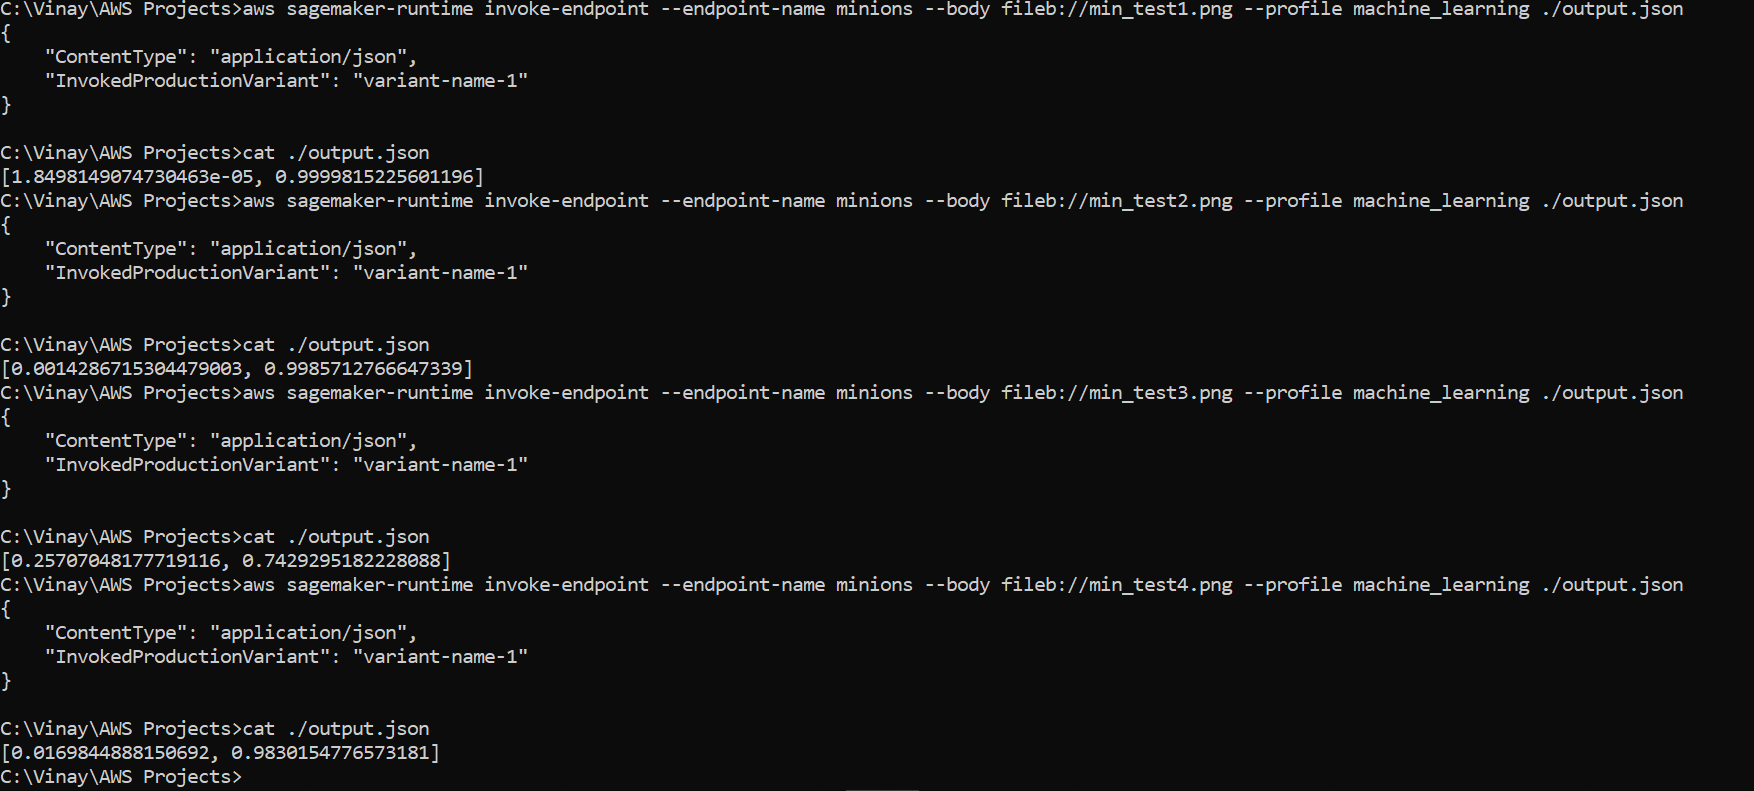 C:\Vinay\AWS Projects>aws sagemaker-runtime invoke-endpoint --endpoint-name minions --body fileb://min_test1.png --profile machine_learning ./output.json
{
    "ContentType": "application/json",
    "InvokedProductionVariant": "variant-name-1"
}

C:\Vinay\AWS Projects>cat ./output.json
[1.8498149074730463e-05, 0.9999815225601196]
C:\Vinay\AWS Projects>aws sagemaker-runtime invoke-endpoint --endpoint-name minions --body fileb://min_test2.png --profile machine_learning ./output.json
{
    "ContentType": "application/json",
    "InvokedProductionVariant": "variant-name-1"
}

C:\Vinay\AWS Projects>cat ./output.json
[0.0014286715304479003, 0.9985712766647339]
C:\Vinay\AWS Projects>aws sagemaker-runtime invoke-endpoint --endpoint-name minions --body fileb://min_test3.png --profile machine_learning ./output.json
{
    "ContentType": "application/json",
    "InvokedProductionVariant": "variant-name-1"
}

C:\Vinay\AWS Projects>cat ./output.json
[0.25707048177719116, 0.7429295182228088]
C:\Vinay\AWS Projects>aws sagemaker-runtime invoke-endpoint --endpoint-name minions --body fileb://min_test4.png --profile machine_learning ./output.json
{
    "ContentType": "application/json",
    "InvokedProductionVariant": "variant-name-1"
}

C:\Vinay\AWS Projects>cat ./output.json
[0.0169844888150692, 0.9830154776573181]
C:\Vinay\AWS Projects>